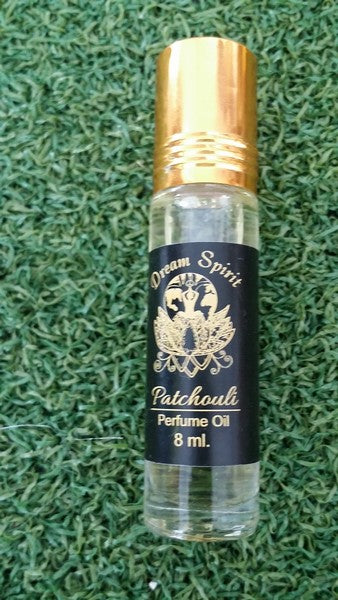 Dream Spirit
Patchouli
Perfume Oil
8 ml.